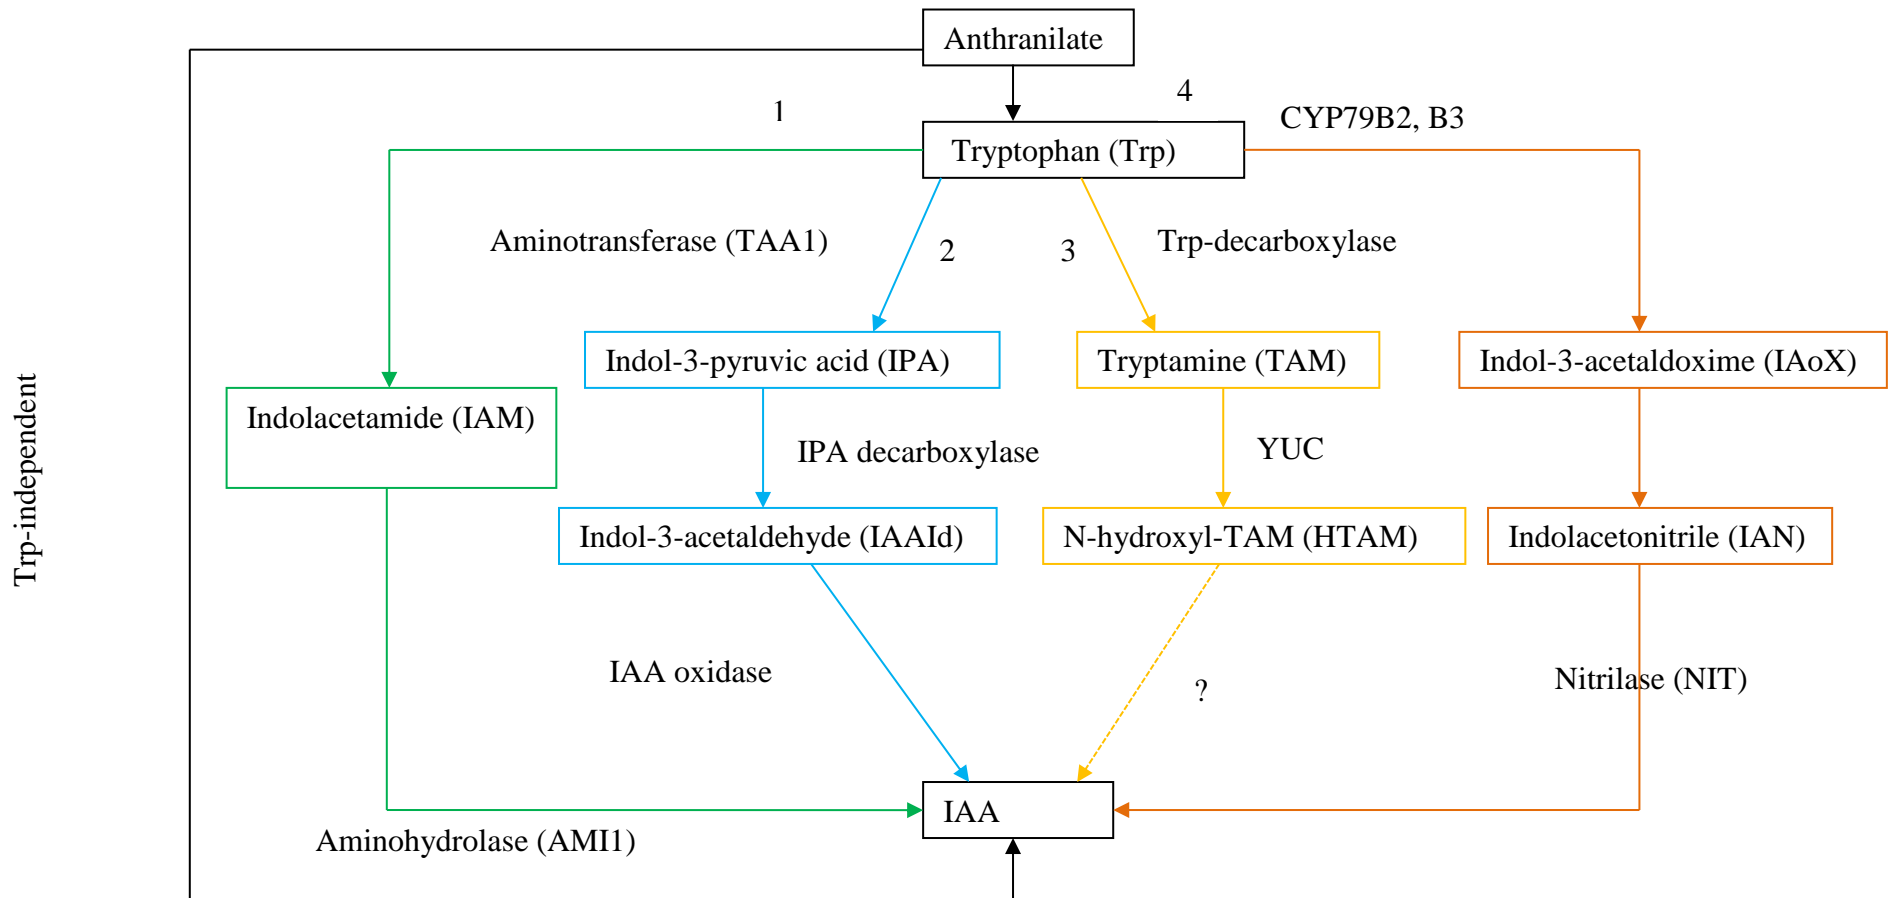 Anthranilate
1
4
CYP79B2, B3
Tryptophan (Trp)
Aminotransferase (TAA1)
2
3
Trp-decarboxylase
Indol-3-pyruvic acid (IPA)
Tryptamine (TAM)
Indol-3-acetaldoxime (IAoX)
Indolacetamide (IAM)
IPA decarboxylase
YUC
Trp-independent
Indol-3-acetaldehyde (IAAId)
N-hydroxyl-TAM (HTAM)
Indolacetonitrile (IAN)
IAA oxidase
?
Nitrilase (NIT)
IAA
Aminohydrolase (AMI1)